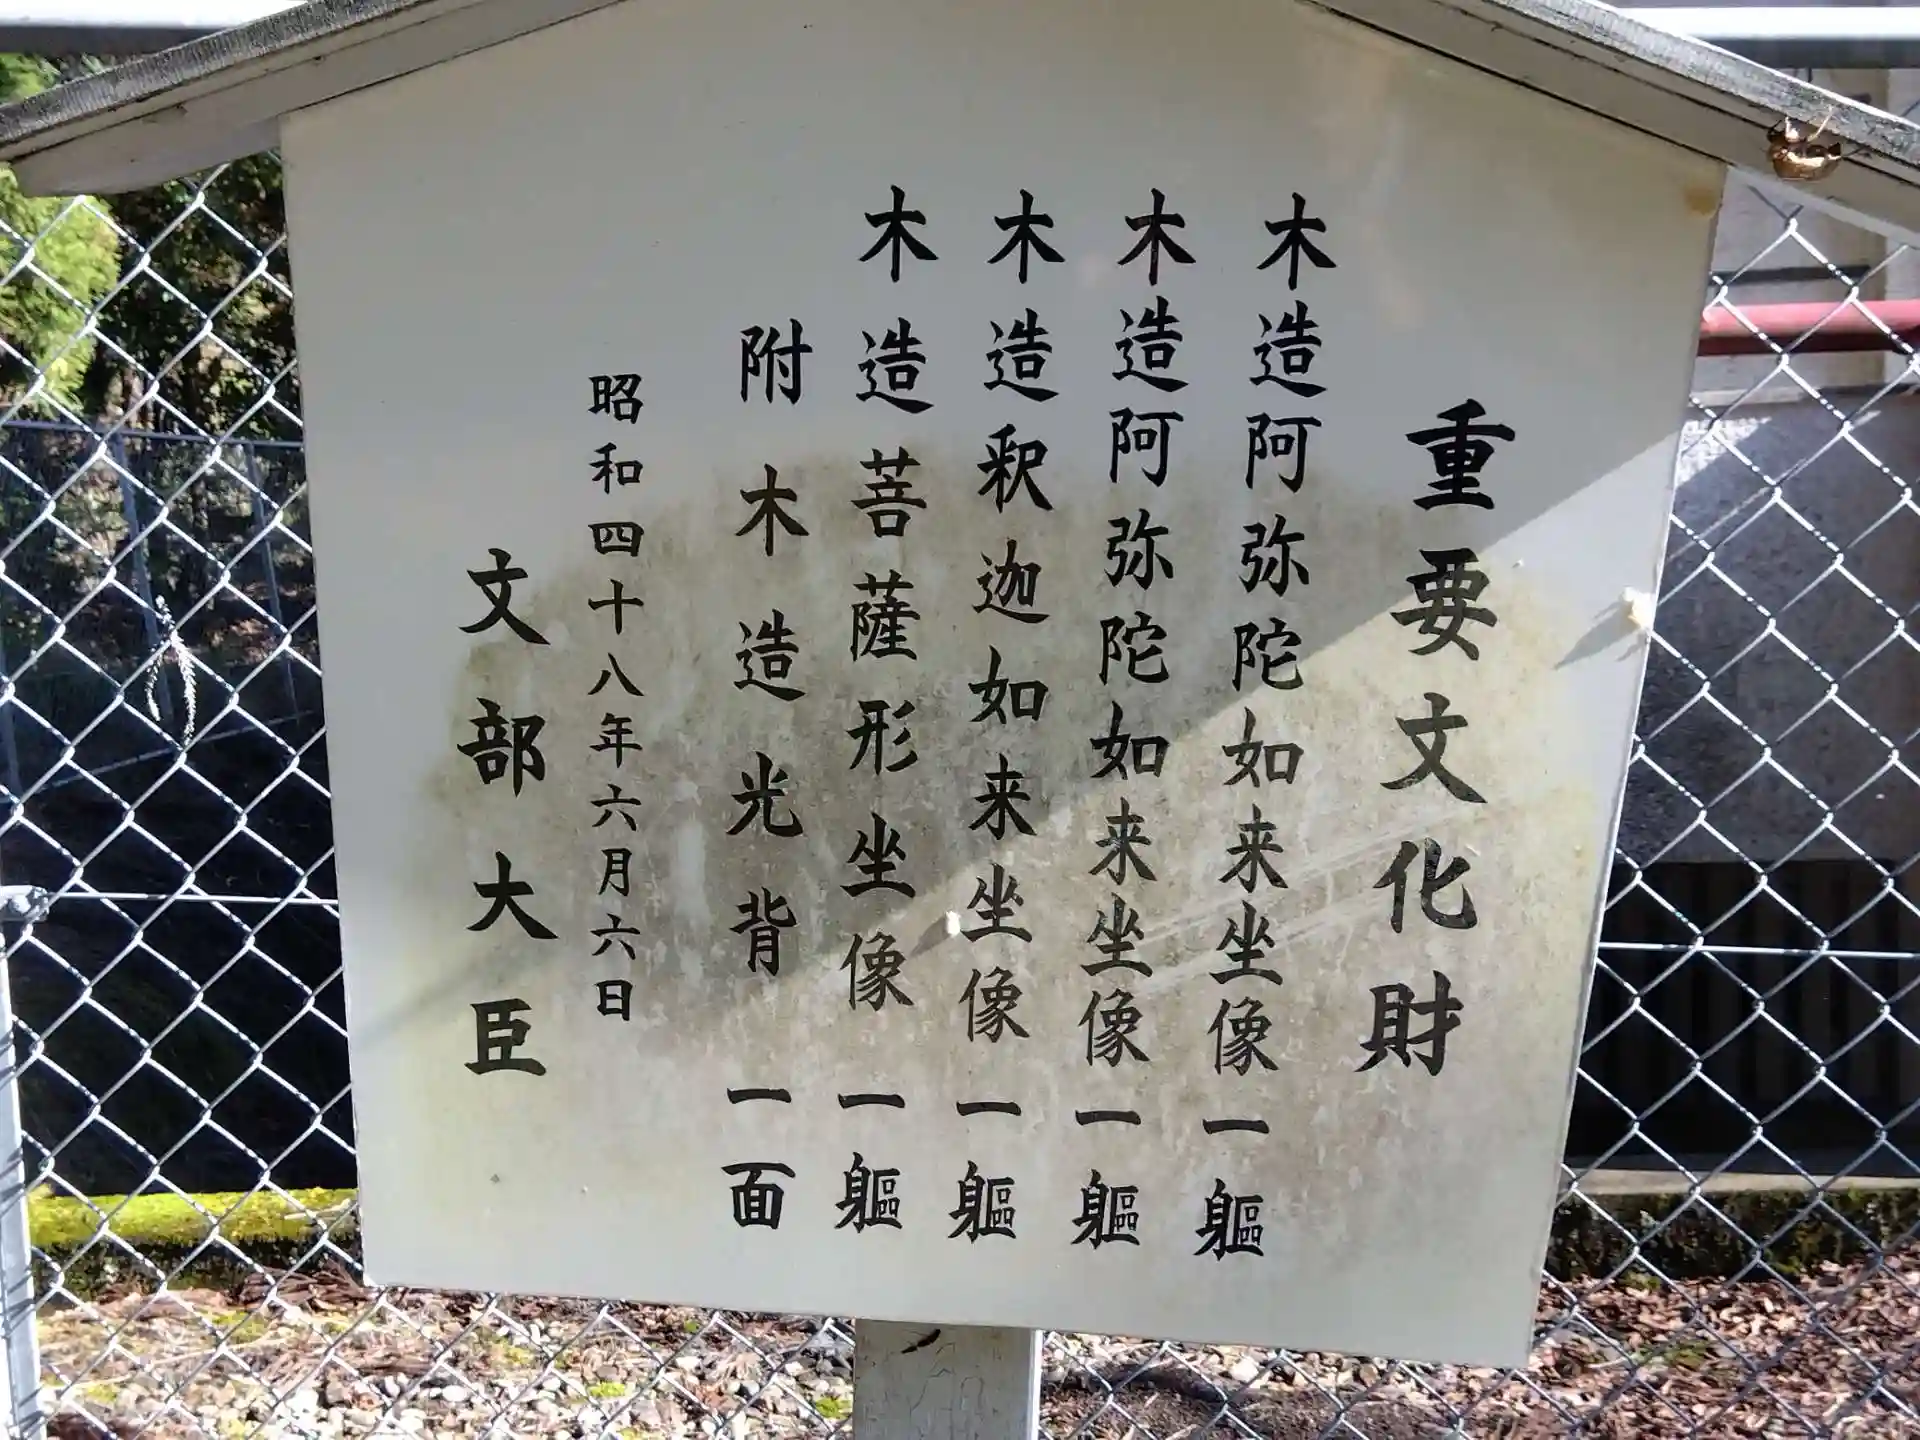 重要文化財
木造阿弥陀如来坐像 一軀
木造阿弥陀如来坐像 一軀
木造釈迦如来坐像 一軀
木造菩薩形坐像 一軀
附木造光背 一面
昭和四十八年六月六日
文部大臣